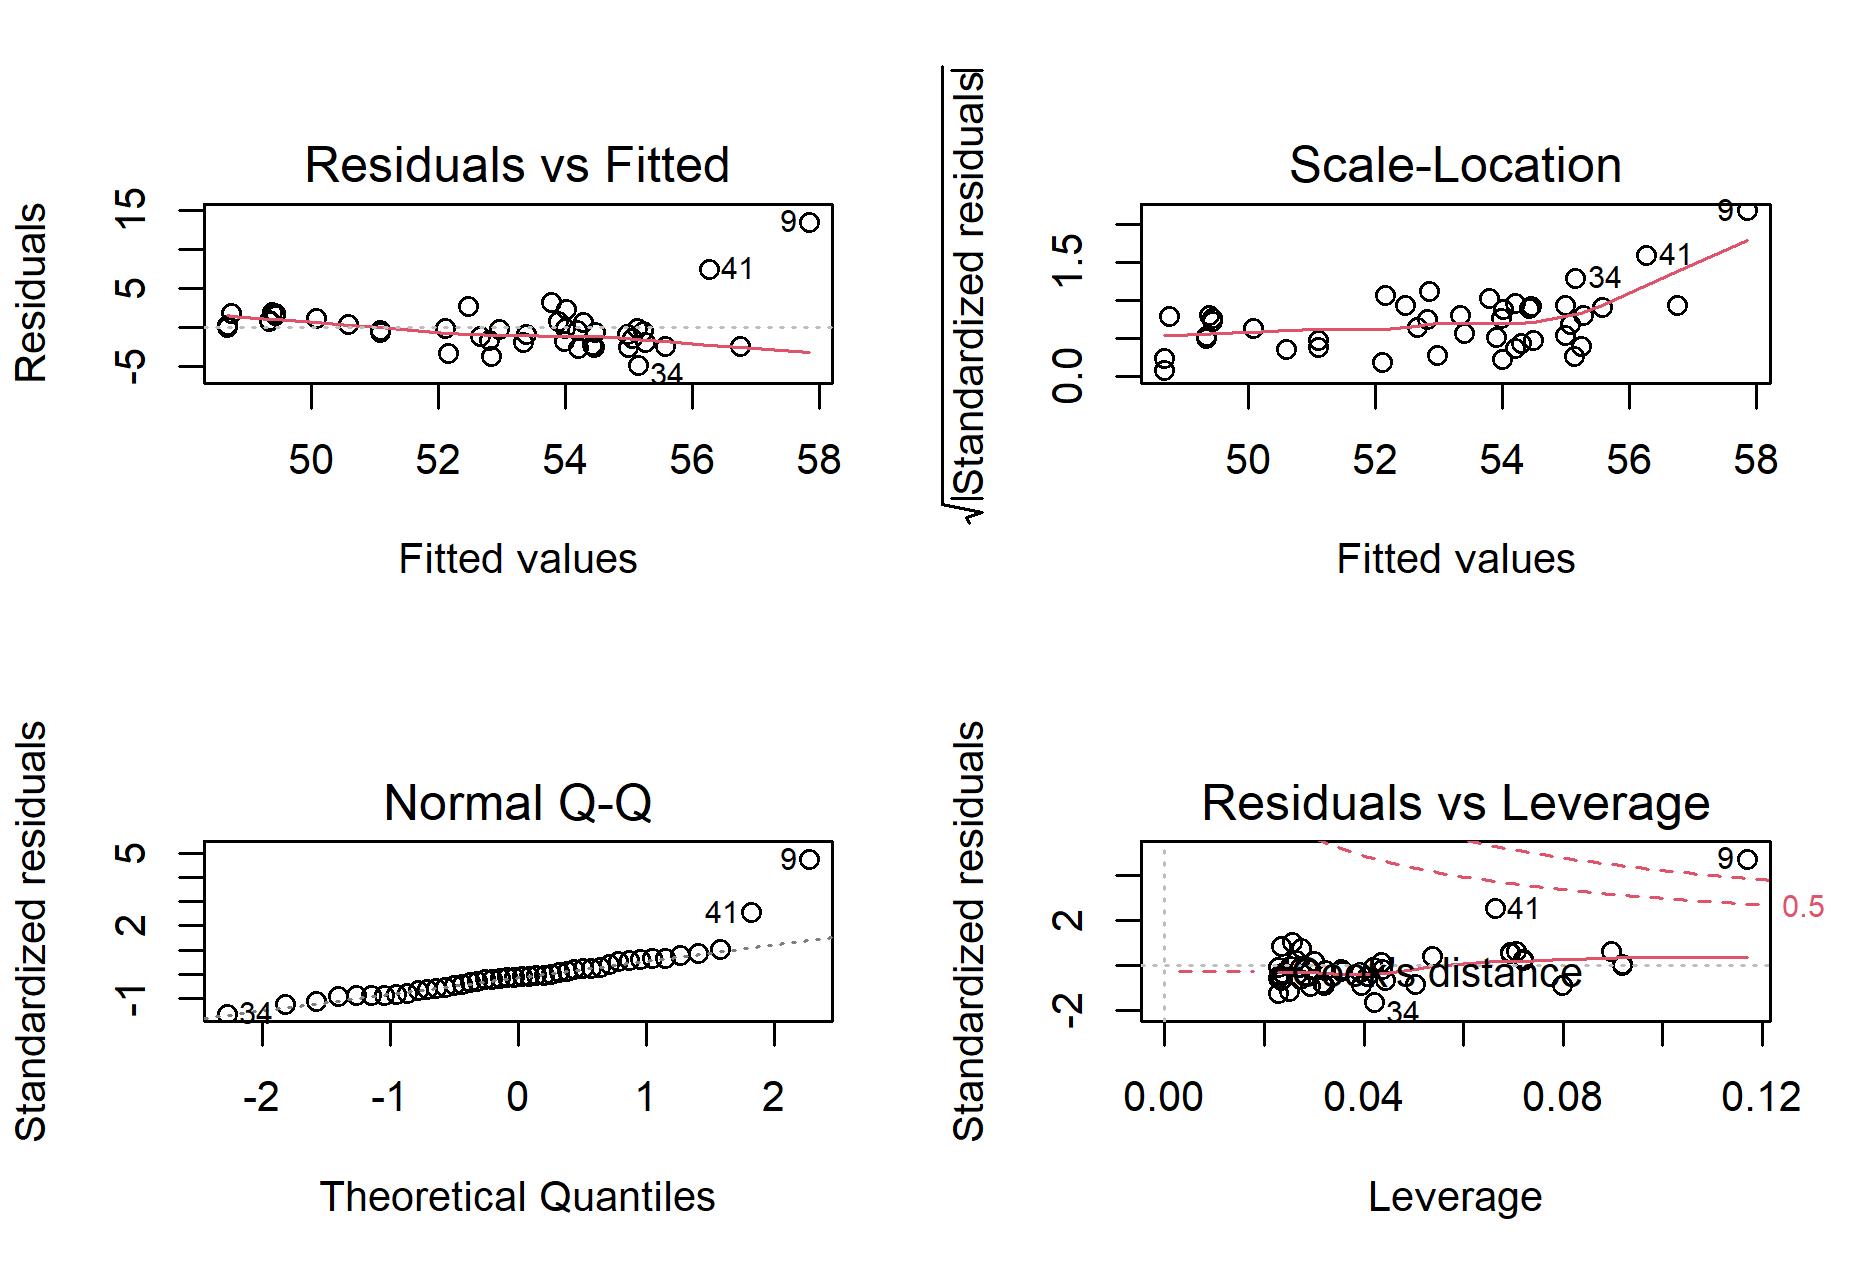 Residuals vs Fitted
Residuals
15
5
-5
9
41
34
50 52 54 56 58
Fitted values
Scale-Location
√|Standardized residuals|
1.5
0.0
9
41
34
50 52 54 56 58
Fitted values
Normal Q-Q
Standardized residuals
5
2
-1
9
41
34
-2 -1 0 1 2
Theoretical Quantiles
Residuals vs Leverage
Standardized residuals
2
-2
9
41
0.5
distance
34
0.00 0.04 0.08 0.12
Leverage